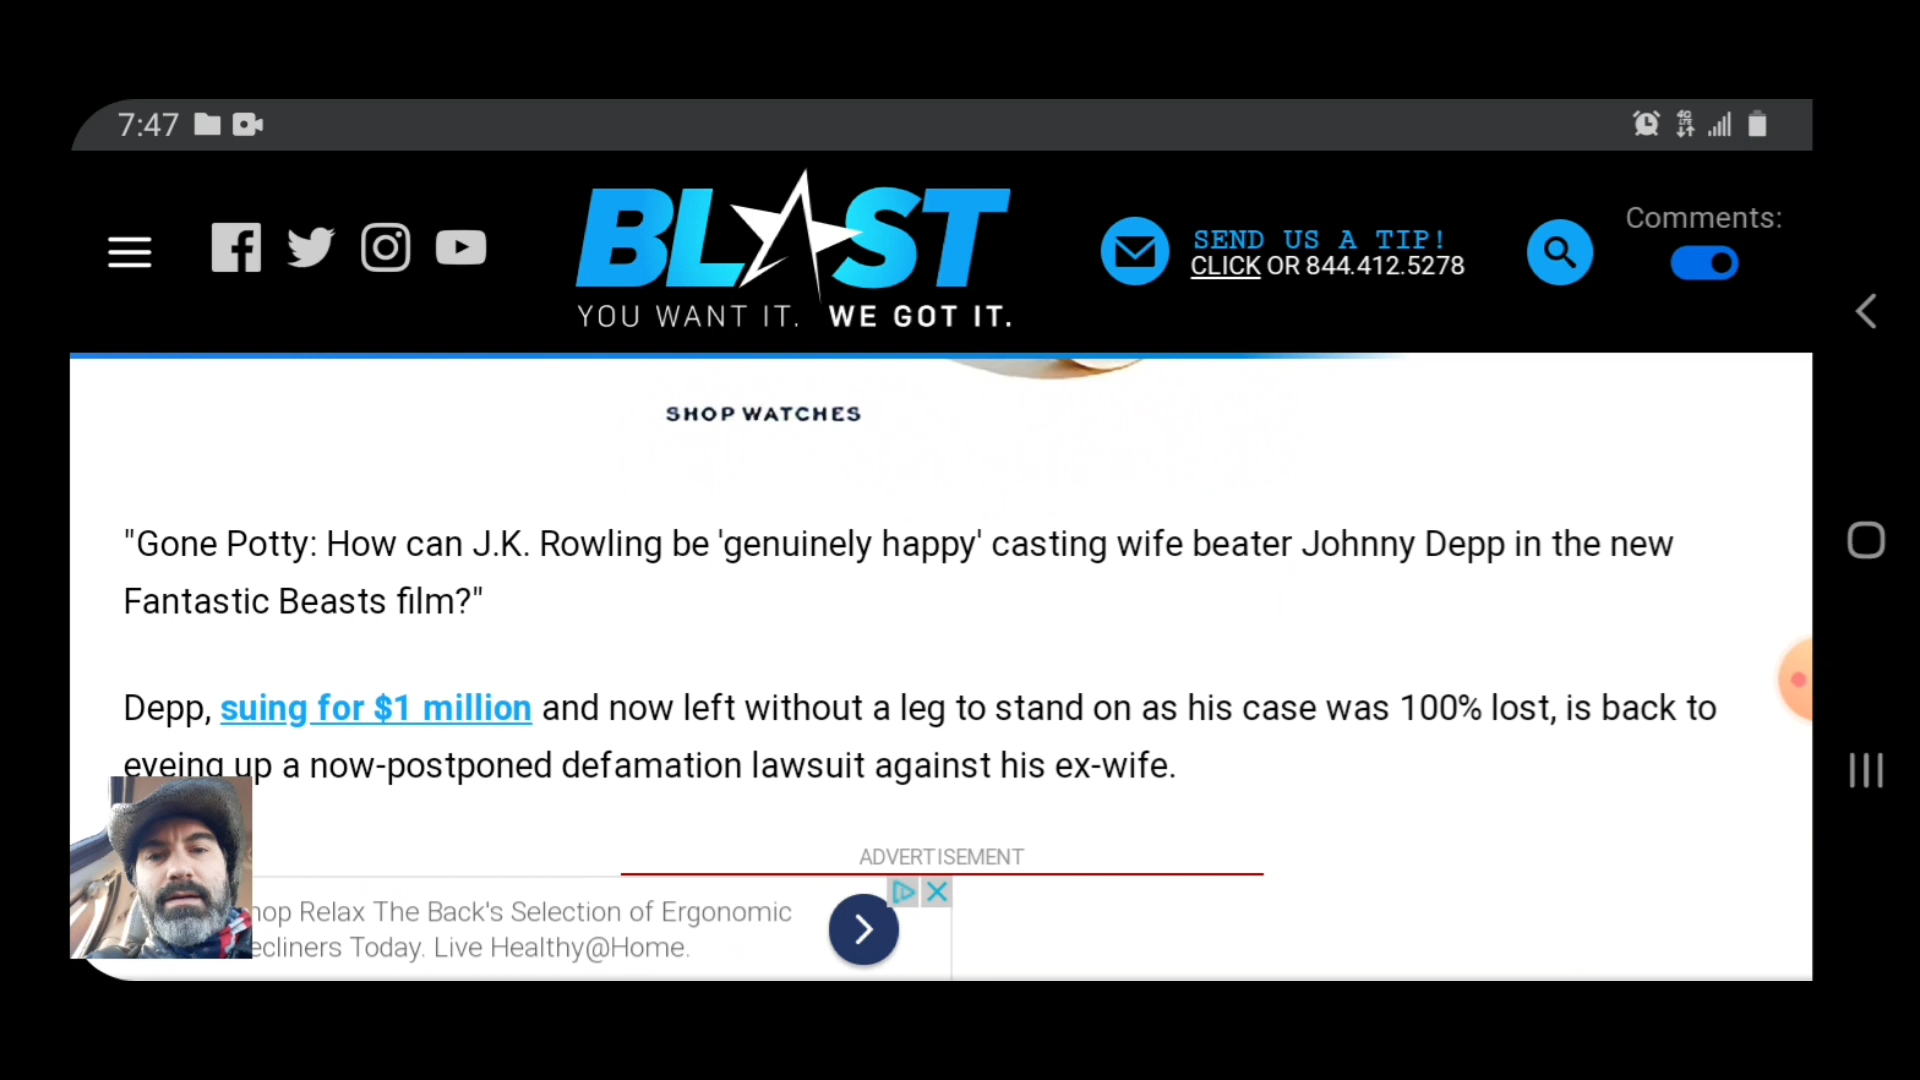 7:47
4G LTE
BLAST
YOU WANT IT. WE GOT IT.
SEND US A TIP!
CLICK OR 844.412.5278
Comments:
SHOP WATCHES
"Gone Potty: How can J.K. Rowling be 'genuinely happy' casting wife beater Johnny Depp in the new
Fantastic Beasts film?"
Depp, suing for $1 million and now left without a leg to stand on as his case was 100% lost, is back to
eyeing up a now-postponed defamation lawsuit against his ex-wife.
ADVERTISEMENT
hop Relax The Back's Selection of Ergonomic
ecliners Today. Live Healthy@Home.